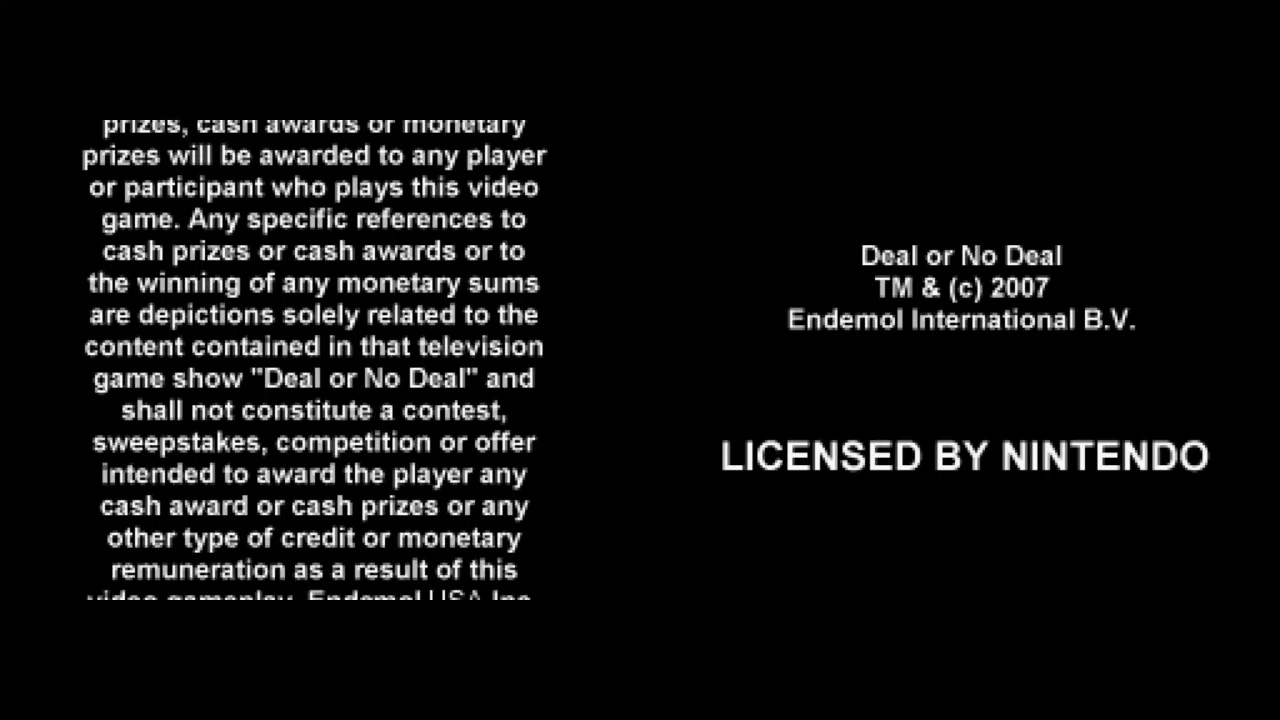 prizes, cash awards or monetary
prizes will be awarded to any player
or participant who plays this video
game. Any specific references to
cash prizes or cash awards or to
the winning of any monetary sums
are depictions solely related to the
content contained in that television
game show "Deal or No Deal" and
shall not constitute a contest,
sweepstakes, competition or offer
intended to award the player any
cash award or cash prizes or any
other type of credit or monetary
remuneration as a result of this
video gameplay. Endemol USA Inc.
Deal or No Deal
TM & (c) 2007
Endemol International B.V.
LICENSED BY NINTENDO